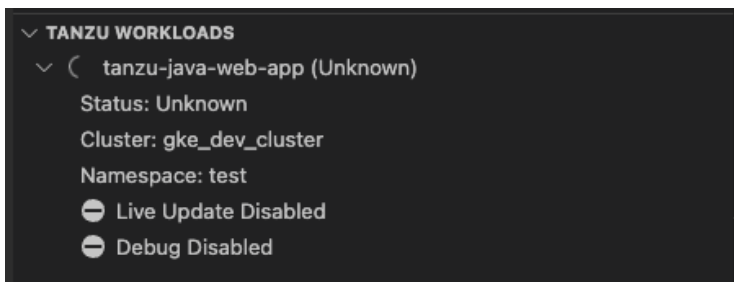 TANZU WORKLOADS
tanzu-java-web-app (Unknown)
Status: Unknown
Cluster: gke_dev_cluster
Namespace: test
Live Update Disabled
Debug Disabled